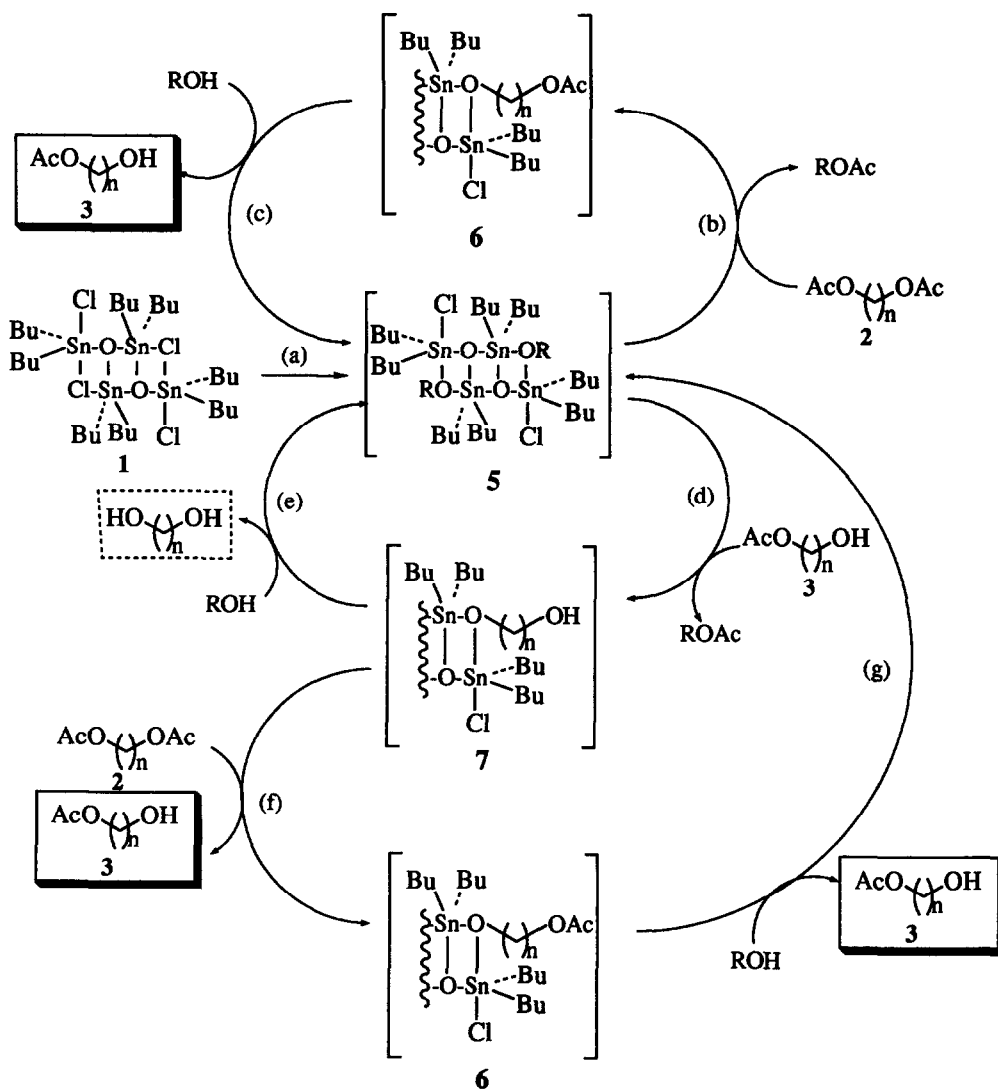 Bu Bu
Sn-O OAc
( )n
-O-Sn Bu
Bu
Cl
6
ROH
AcO OH
( )n
3
(c)
(b)
ROAc
AcO OAc
( )n
2
Cl Bu Bu
Bu
Sn-O-Sn-Cl
Bu
Cl-Sn-O-Sn Bu
Bu
Bu Bu Cl
1
(a)
Cl Bu Bu
Bu
Sn-O-Sn-OR
Bu
RO-Sn-O-Sn Bu
Bu
Bu Bu Cl
5
(e)
HO OH
( )n
ROH
(d)
AcO OH
( )n
3
ROAc
Bu Bu
Sn-O OH
( )n
-O-Sn Bu
Bu
Cl
7
(g)
AcO OAc
( )n
2
AcO OH
( )n
3
(f)
Bu Bu
Sn-O OAc
( )n
-O-Sn Bu
Bu
Cl
6
ROH
AcO OH
( )n
3